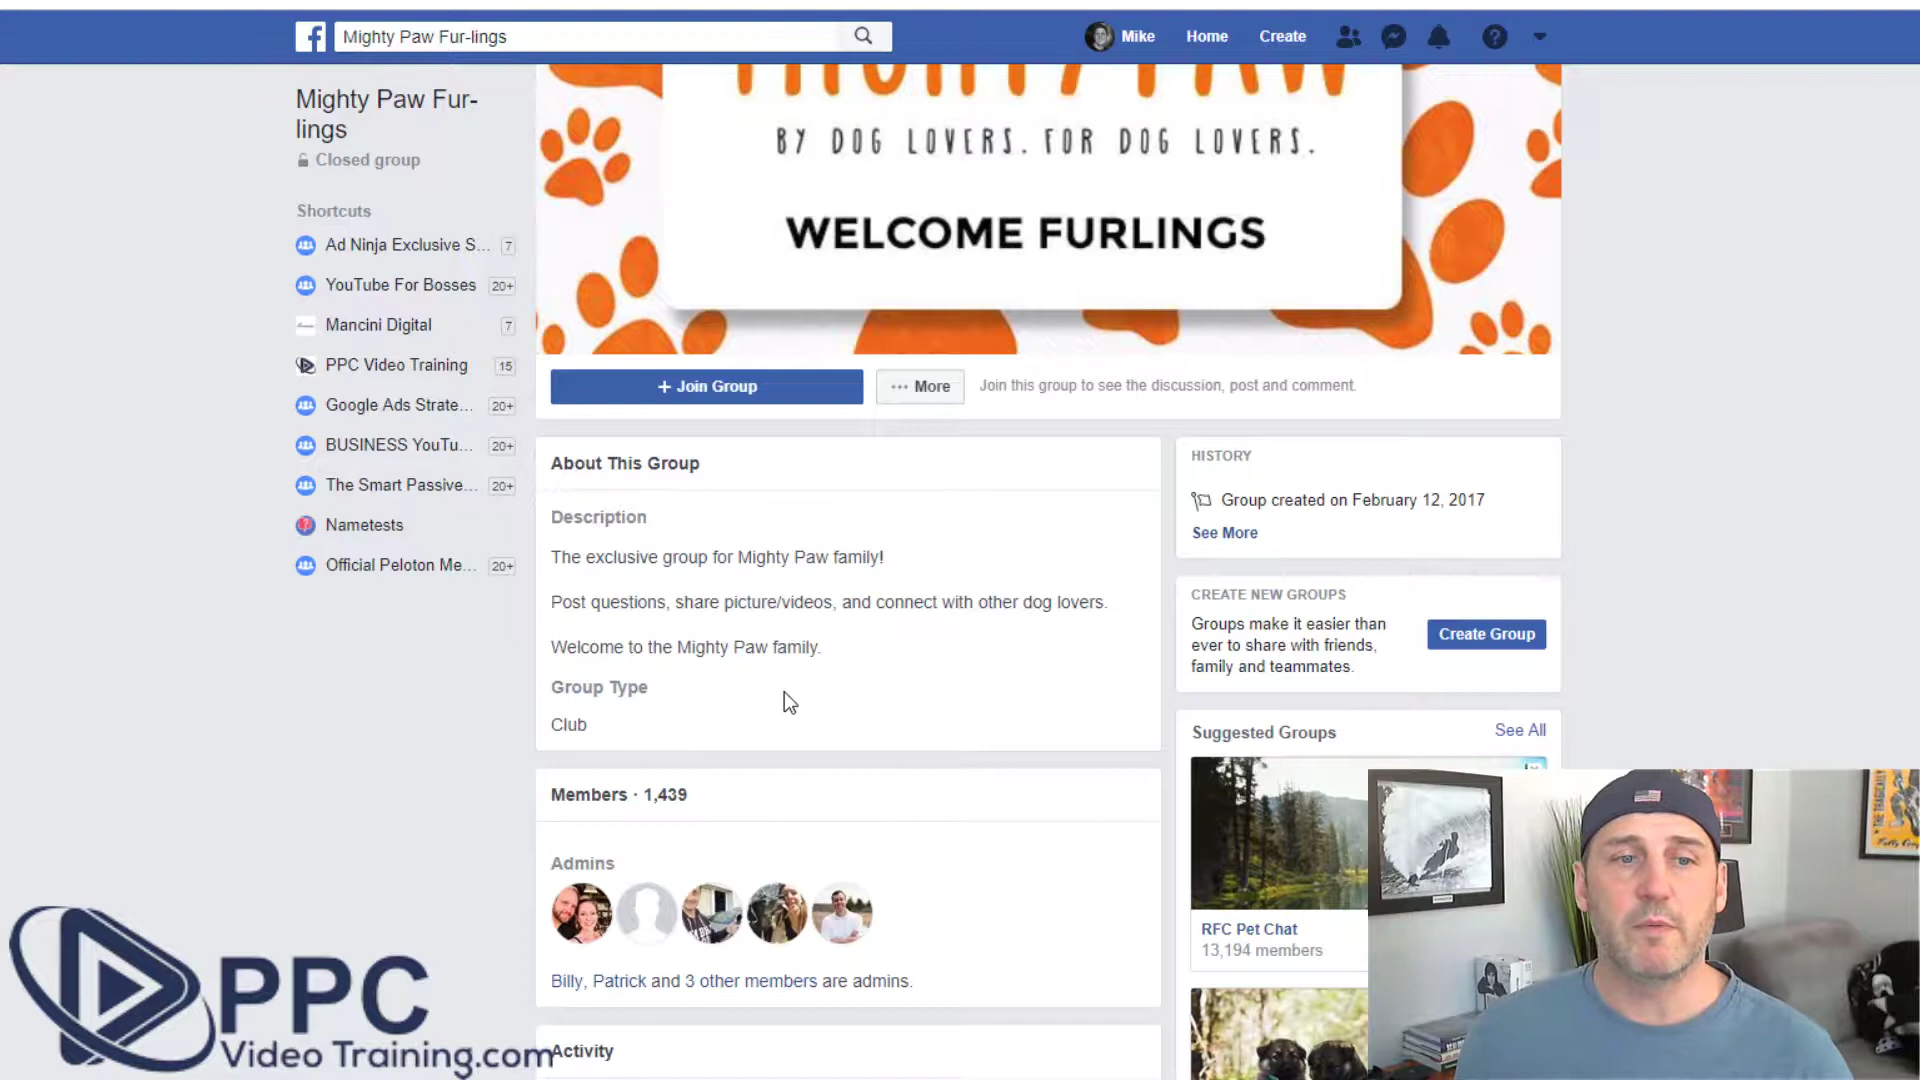 Mighty Paw Fur-lings
Mike
Home
Create
Mighty Paw Fur-
lings
Closed group
Shortcuts
Ad Ninja Exclusive S... 7
YouTube For Bosses 20+
Mancini Digital 7
PPC Video Training 15
Google Ads Strate... 20+
BUSINESS YouTu... 20+
The Smart Passive... 20+
Nametests
Official Peloton Me... 20+
MIGHTY PAW
BY DOG LOVERS. FOR DOG LOVERS.
WELCOME FURLINGS
+ Join Group
... More
Join this group to see the discussion, post and comment.
About This Group
Description
The exclusive group for Mighty Paw family!
Post questions, share picture/videos, and connect with other dog lovers.
Welcome to the Mighty Paw family.
Group Type
Club
Members · 1,439
Admins
Billy, Patrick and 3 other members are admins.
Activity
HISTORY
Group created on February 12, 2017
See More
CREATE NEW GROUPS
Groups make it easier than
ever to share with friends,
family and teammates.
Create Group
Suggested Groups
See All
RFC Pet Chat
13,194 members
PPC
Video Training.com